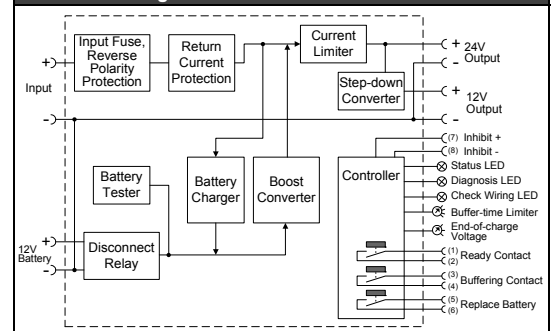 Input Fuse,
Reverse
Polarity
Protection
Return
Current
Protection
Current
Limiter
Step-down
Converter
+ 24V
- Output
+ 12V
Output
-
+
Input
-
(7) Inhibit +
(8) Inhibit -
Status LED
Diagnosis LED
Check Wiring LED
Buffer-time Limiter
End-of-charge
Voltage
(1) Ready Contact
(2)
(3) Buffering Contact
(4)
(5) Replace Battery
(6)
Controller
Battery
Tester
Battery
Charger
Boost
Converter
Disconnect
Relay
+
12V
Battery
-